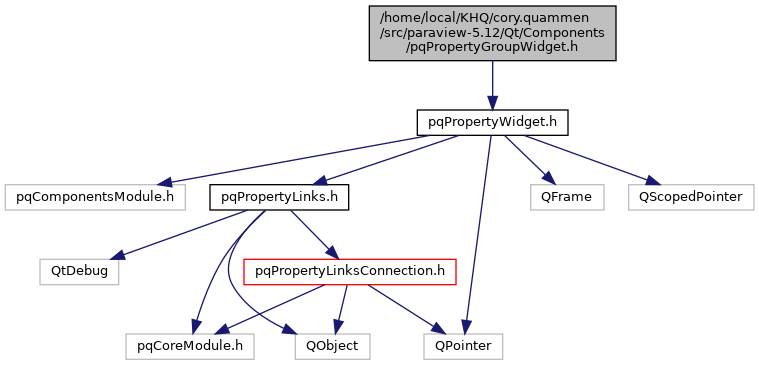 /home/local/KHQ/cory.quammen
/src/paraview-5.12/Qt/Components
/pqPropertyGroupWidget.h
pqPropertyWidget.h
pqComponentsModule.h
pqPropertyLinks.h
QFrame
QScopedPointer
QtDebug
pqPropertyLinksConnection.h
pqCoreModule.h
QObject
QPointer